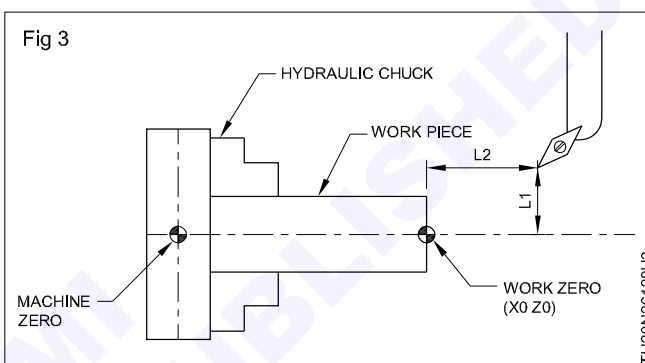 Fig 3
HYDRAULIC CHUCK
WORK PIECE
L2
L1
MACHINE
ZERO
WORK ZERO
(X0 Z0)